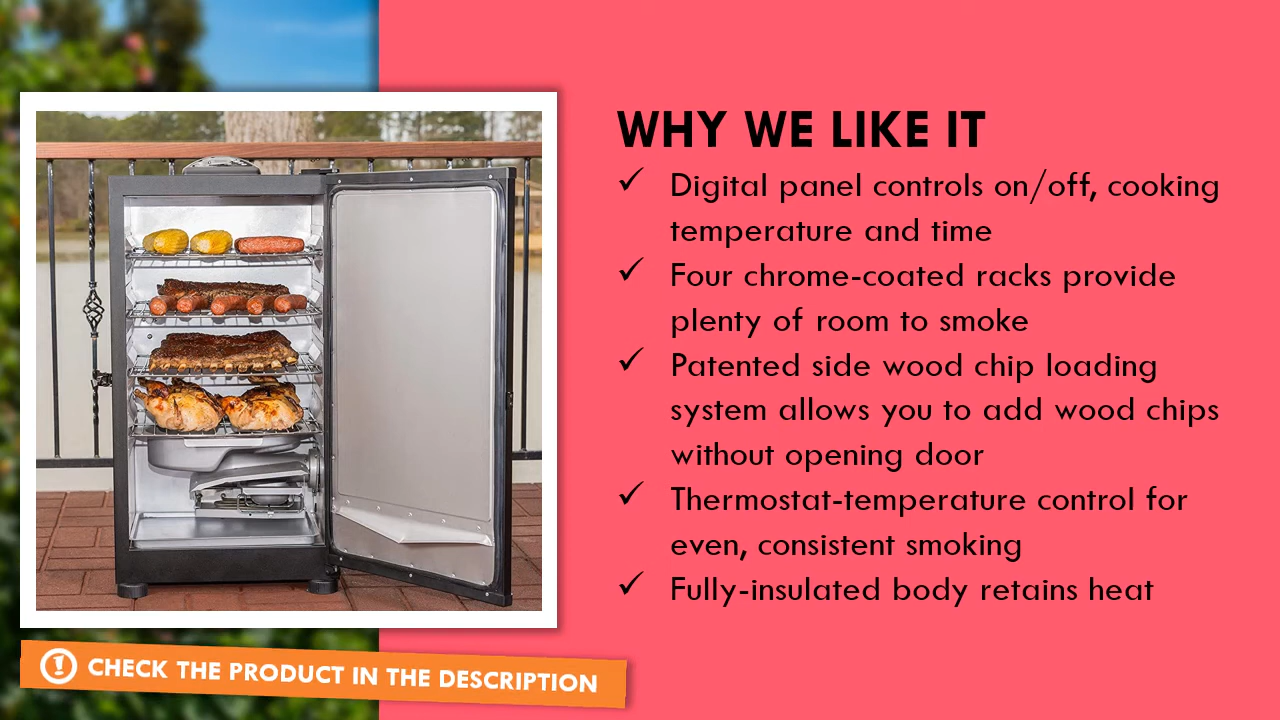 WHY WE LIKE IT
✓ Digital panel controls on/off, cooking
temperature and time
✓ Four chrome-coated racks provide
plenty of room to smoke
✓ Patented side wood chip loading
system allows you to add wood chips
without opening door
✓ Thermostat-temperature control for
even, consistent smoking
✓ Fully-insulated body retains heat
! CHECK THE PRODUCT IN THE DESCRIPTION